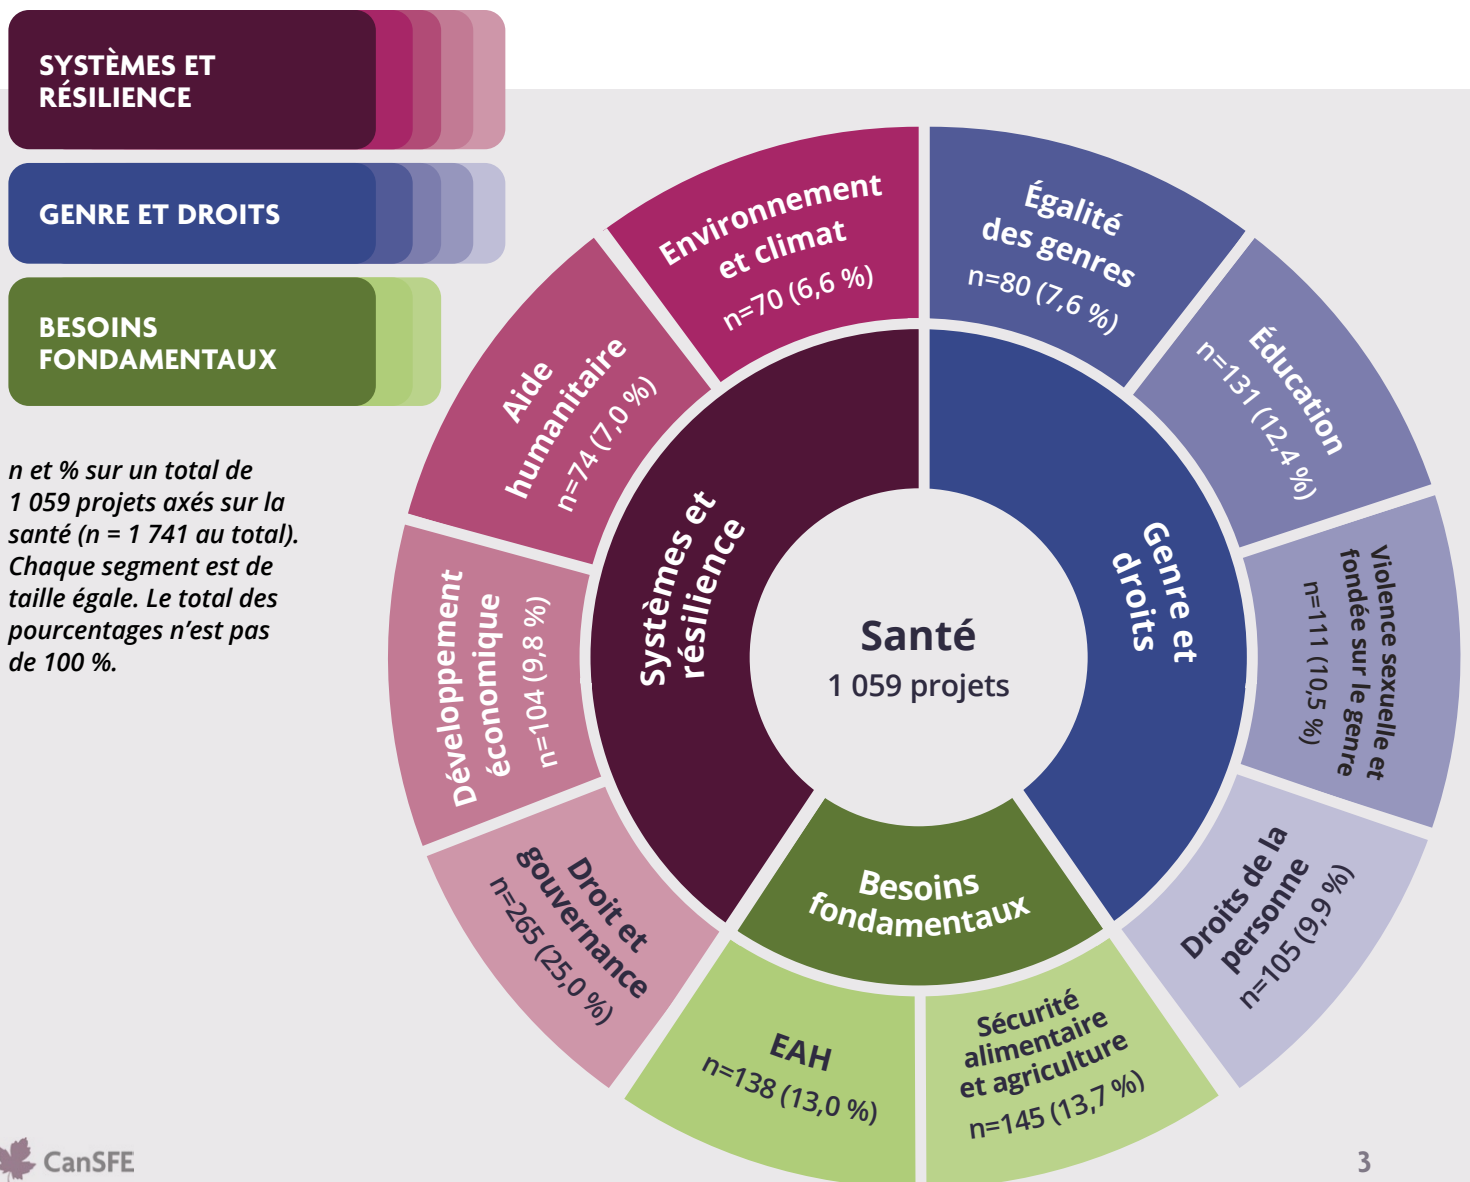 SYSTÈMES ET
RÉSILIENCE
GENRE ET DROITS
BESOINS
FONDAMENTAUX
n et % sur un total de
1 059 projets axés sur la
santé (n = 1 741 au total).
Chaque segment est de
taille égale. Le total des
pourcentages n’est pas
de 100 %.
Environnement
et climat
n=70 (6,6 %)
Égalité
des genres
n=80 (7,6 %)
Éducation
n=131 (12,4 %)
Violence sexuelle et
fondée sur le genre
n=111 (10,5 %)
Droits de la
personne
n=105 (9,9 %)
Sécurité
alimentaire
et agriculture
n=145 (13,7 %)
EAH
n=138 (13,0 %)
Droit et
gouvernance
n=265 (25,0 %)
Développement
économique
n=104 (9,8 %)
Aide
humanitaire
n=74 (7,0 %)
Systèmes et
résilience
Genre et
droits
Besoins
fondamentaux
Santé
1 059 projets
CanSFE
3